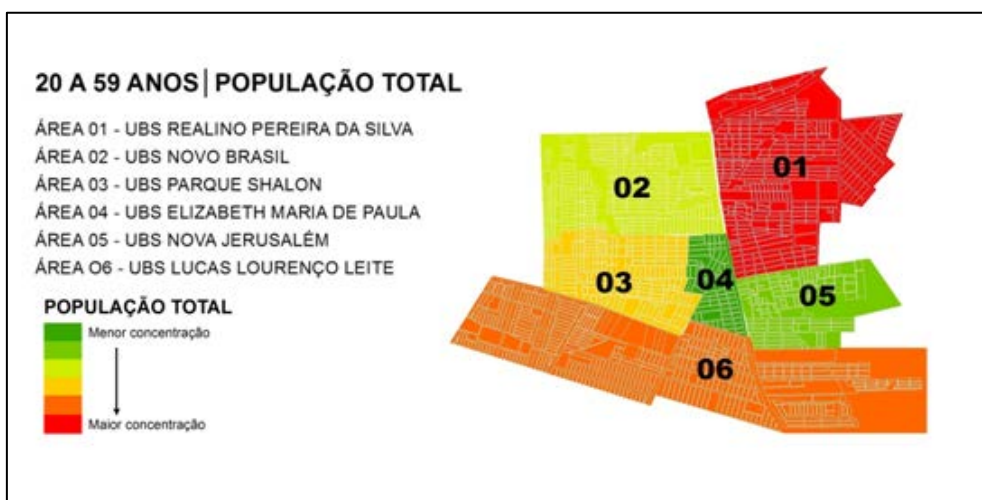 20 A 59 ANOS | POPULAÇÃO TOTAL
ÁREA 01 - UBS REALINO PEREIRA DA SILVA
ÁREA 02 - UBS NOVO BRASIL
ÁREA 03 - UBS PARQUE SHALON
ÁREA 04 - UBS ELIZABETH MARIA DE PAULA
ÁREA 05 - UBS NOVA JERUSALÉM
ÁREA O6 - UBS LUCAS LOURENÇO LEITE
POPULAÇÃO TOTAL
Menor concentração
Maior concentração
01
02
03
04
05
06